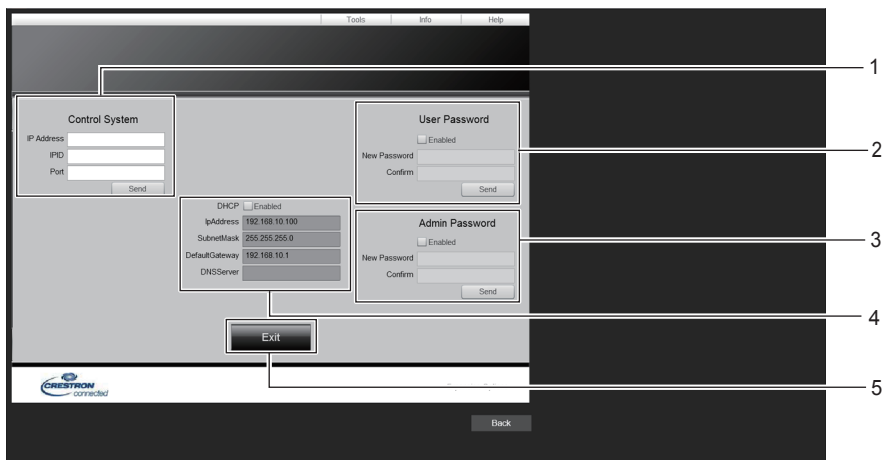 Tools Info Help
1
Control System
IP Address
IPID
Port
Send
User Password
Enabled
New Password
Confirm
Send
2
DHCP Enabled
IpAddress 192.168.10.100
SubnetMask 255.255.255.0
DefaultGateway 192.168.10.1
DNSServer
Admin Password
Enabled
New Password
Confirm
Send
3
4
Exit
5
CRESTRON
connected
Back